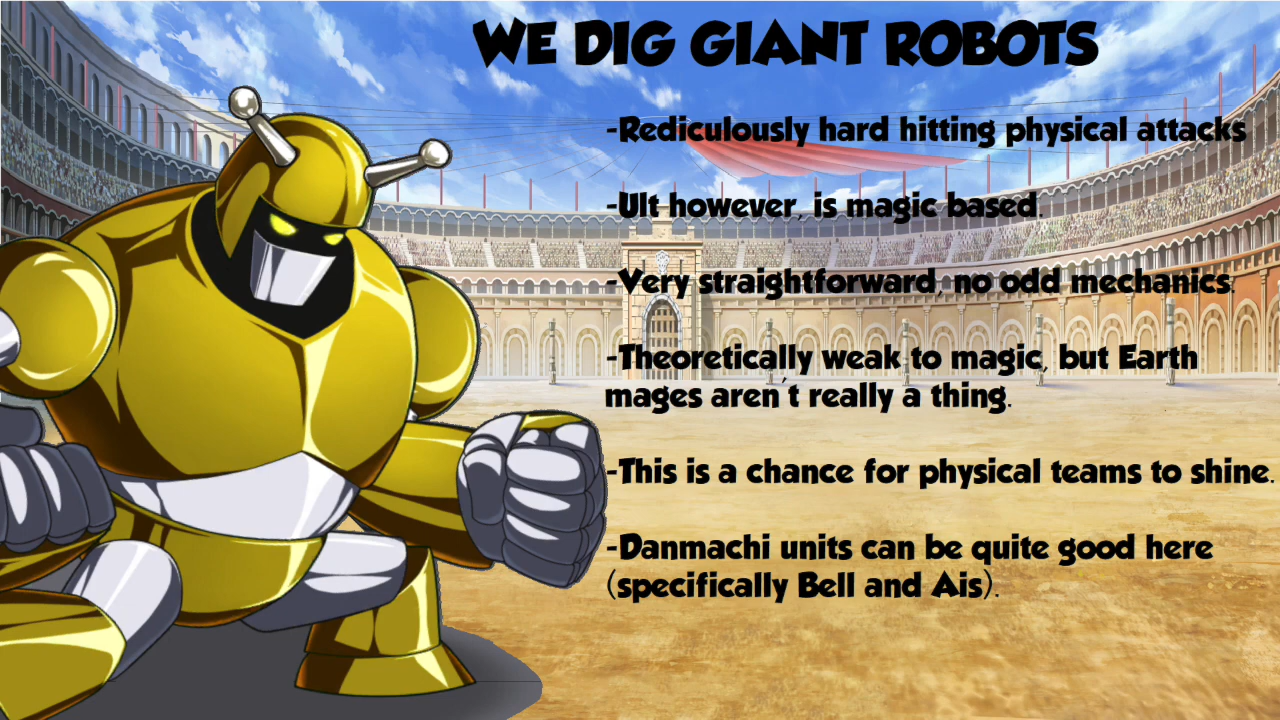 WE DIG GIANT ROBOTS
-Rediculously hard hitting physical attacks
-Ult however, is magic based.
-Very straightforward, no odd mechanics.
-Theoretically weak to magic, but Earth
mages aren't really a thing.
-This is a chance for physical teams to shine.
-Danmachi units can be quite good here
(specifically Bell and Ais).